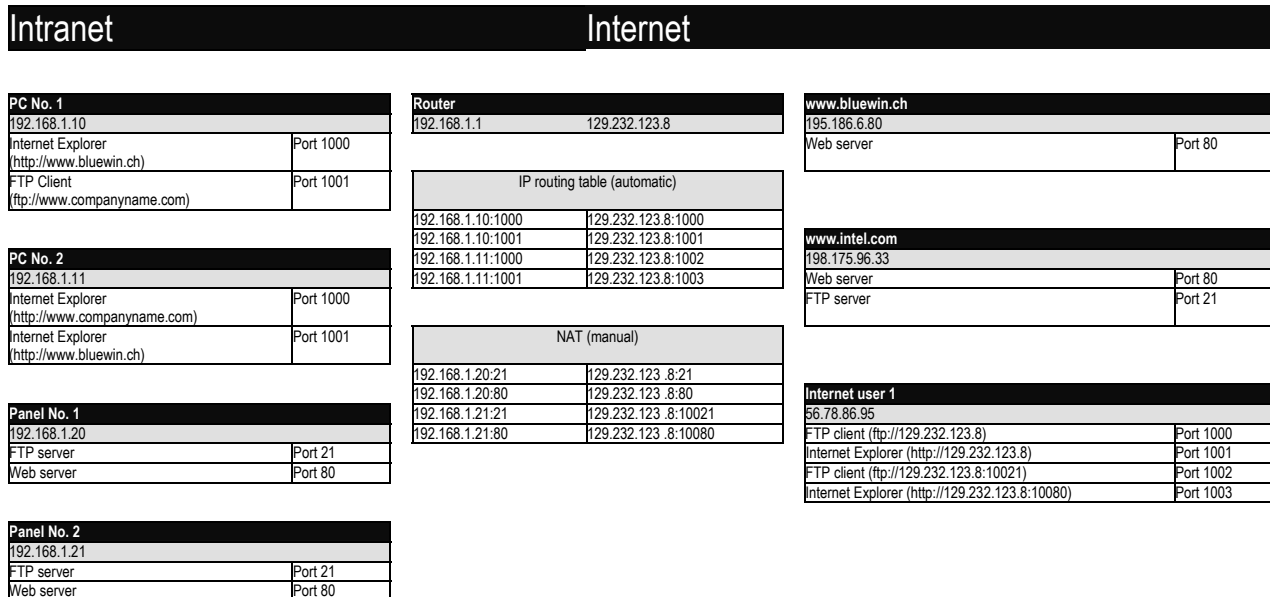 Intranet
Internet
PC No. 1
192.168.1.10
Internet Explorer Port 1000
(http://www.bluewin.ch)
FTP Client Port 1001
(ftp://www.companyname.com)
PC No. 2
192.168.1.11
Internet Explorer Port 1000
(http://www.companyname.com)
Internet Explorer Port 1001
(http://www.bluewin.ch)
Panel No. 1
192.168.1.20
FTP server Port 21
Web server Port 80
Panel No. 2
192.168.1.21
FTP server Port 21
Web server Port 80
Router
192.168.1.1 129.232.123.8
IP routing table (automatic)
192.168.1.10:1000 129.232.123.8:1000
192.168.1.10:1001 129.232.123.8:1001
192.168.1.11:1000 129.232.123.8:1002
192.168.1.11:1001 129.232.123.8:1003
NAT (manual)
192.168.1.20:21 129.232.123 .8:21
192.168.1.20:80 129.232.123 .8:80
192.168.1.21:21 129.232.123 .8:10021
192.168.1.21:80 129.232.123 .8:10080
www.bluewin.ch
195.186.6.80
Web server Port 80
www.intel.com
198.175.96.33
Web server Port 80
FTP server Port 21
Internet user 1
56.78.86.95
FTP client (ftp://129.232.123.8) Port 1000
Internet Explorer (http://129.232.123.8) Port 1001
FTP client (ftp://129.232.123.8:10021) Port 1002
Internet Explorer (http://129.232.123.8:10080) Port 1003